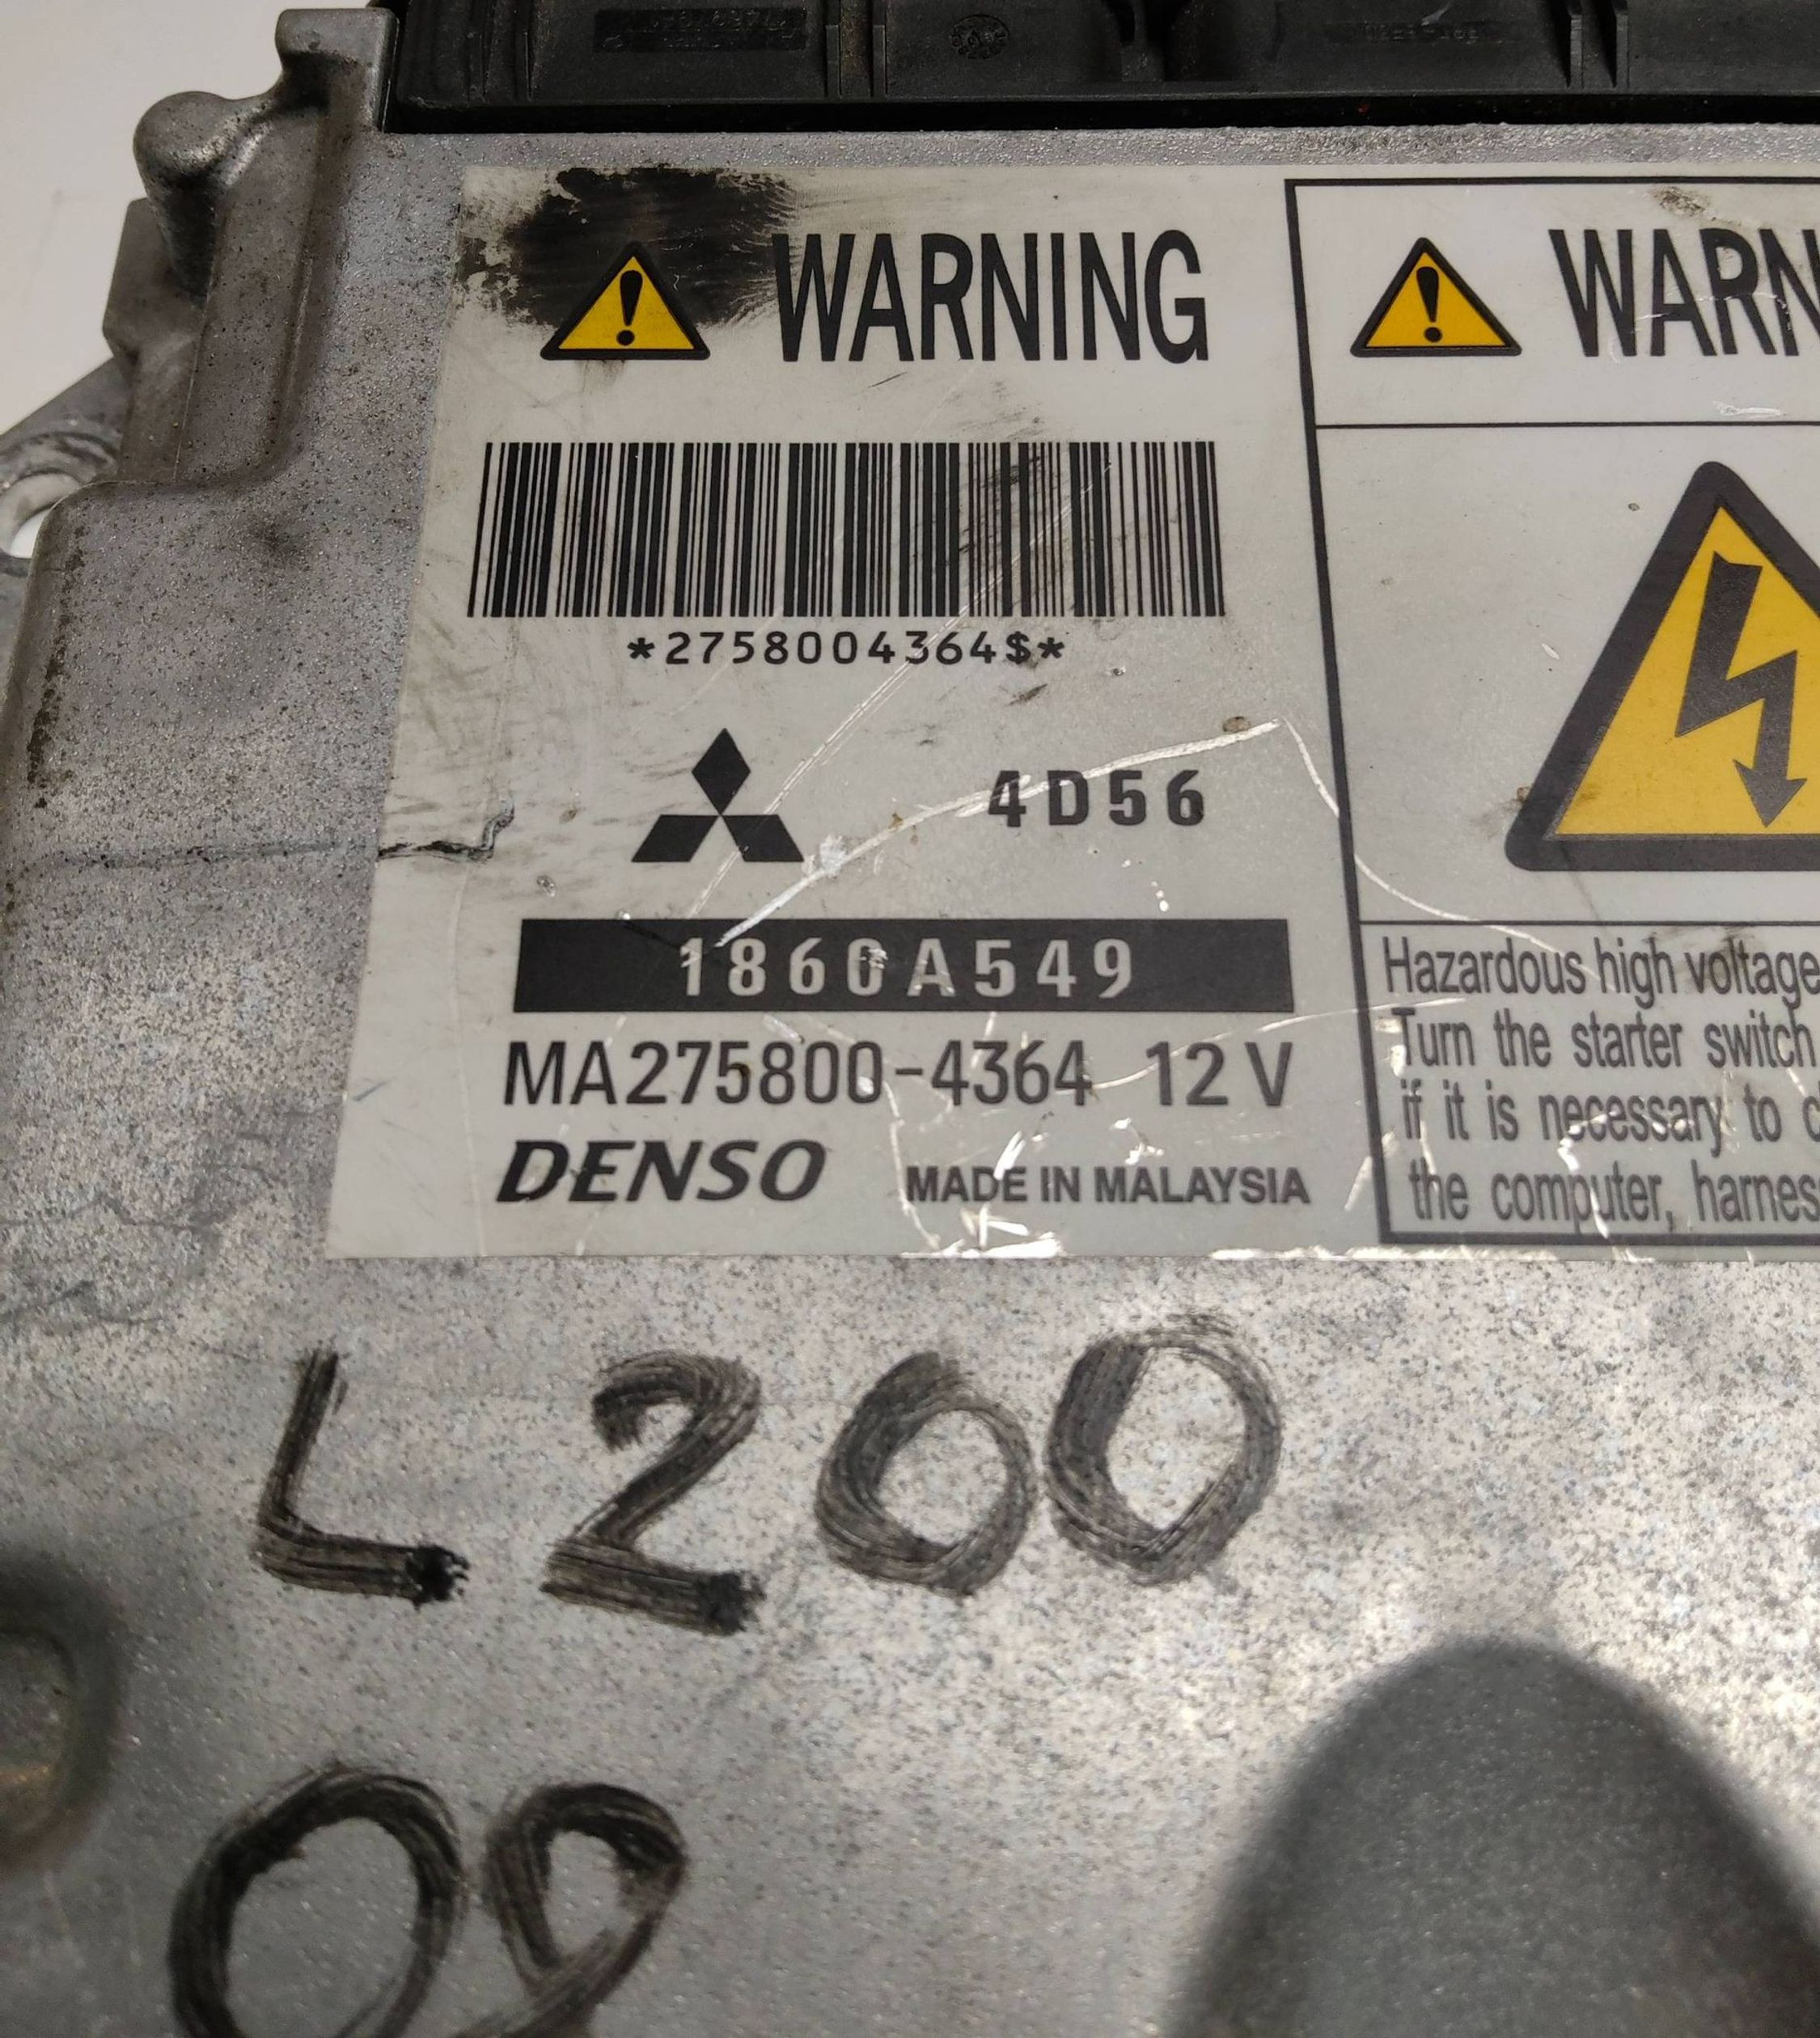 WARNING
*2758004364$*
4D56
1860A549
MA275800-4364 12V
DENSO MADE IN MALAYSIA
WARN
Hazardous high voltage
Turn the starter switch
if it is necessary to
the computer, harnes
L200
09